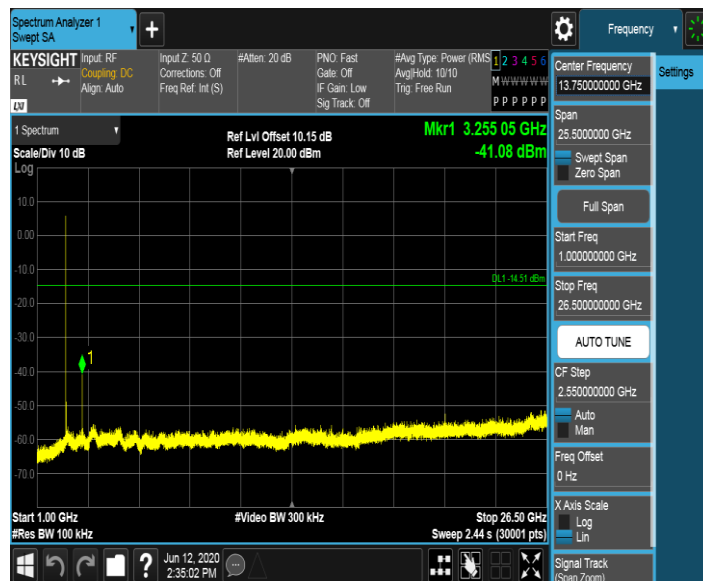 Spectrum Analyzer 1
Swept SA
Frequency
KEYSIGHT
RL
LXI
Input: RF
Coupling: DC
Align: Auto
Input Z: 50 Ω
Corrections: Off
Freq Ref: Int (S)
#Atten: 20 dB
PNO: Fast
Gate: Off
IF Gain: Low
Sig Track: Off
#Avg Type: Power (RMS
Avg|Hold: 10/10
Trig: Free Run
1 2 3 4 5 6
M W W W W W
P P P P P P
1 Spectrum
Scale/Div 10 dB
Log
Ref Lvl Offset 10.15 dB
Ref Level 20.00 dBm
Mkr1 3.255 05 GHz
-41.08 dBm
10.0
0.00
-10.0
-20.0
-30.0
-40.0
-50.0
-60.0
-70.0
DL1 -14.51 dBm
1
Start 1.00 GHz
#Res BW 100 kHz
#Video BW 300 kHz
Stop 26.50 GHz
Sweep 2.44 s (30001 pts)
Jun 12, 2020
2:35:02 PM
Center Frequency
13.750000000 GHz
Settings
Span
25.5000000 GHz
Swept Span
Zero Span
Full Span
Start Freq
1.000000000 GHz
Stop Freq
26.500000000 GHz
AUTO TUNE
CF Step
2.550000000 GHz
Auto
Man
Freq Offset
0 Hz
X Axis Scale
Log
Lin
Signal Track
(Span Zoom)